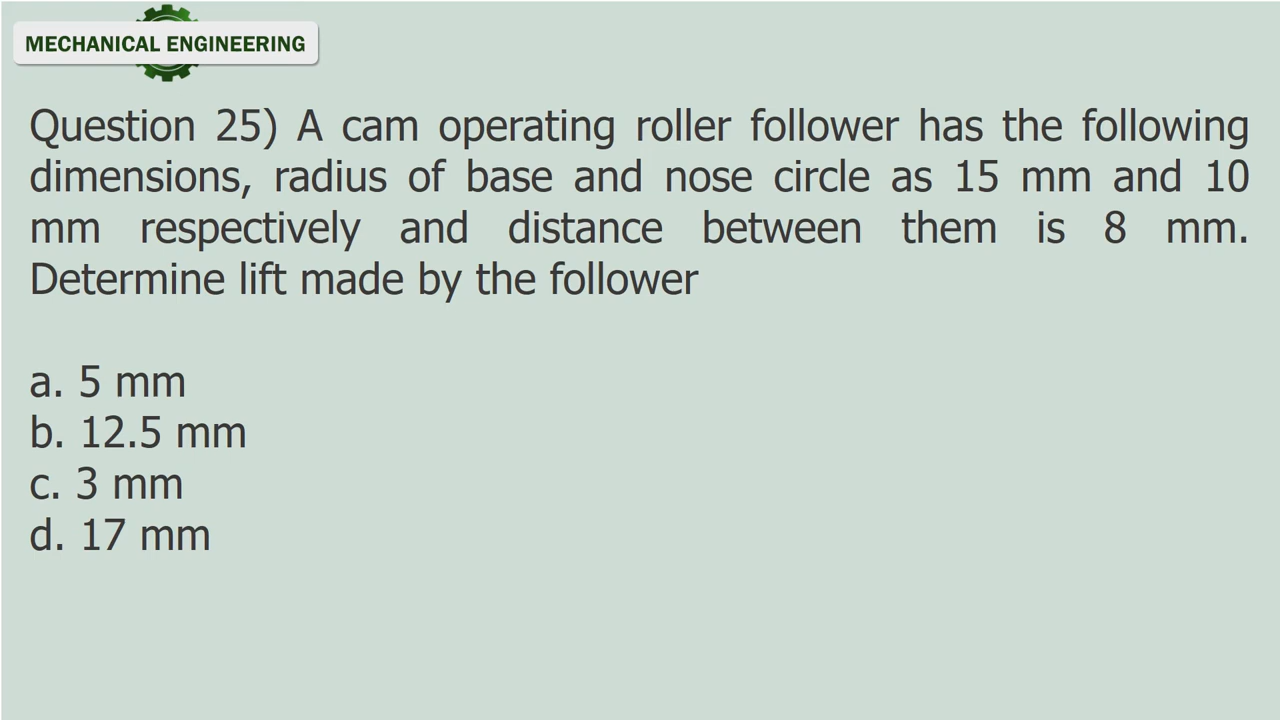 MECHANICAL ENGINEERING
Question 25) A cam operating roller follower has the following
dimensions, radius of base and nose circle as 15 mm and 10
mm respectively and distance between them is 8 mm.
Determine lift made by the follower
a. 5 mm
b. 12.5 mm
c. 3 mm
d. 17 mm